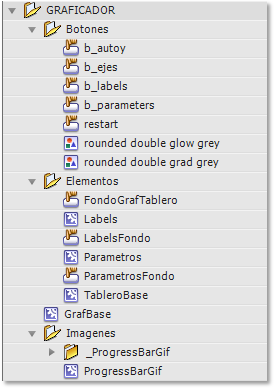 GRAFICADOR
Botones
b_autoy
b_ejes
b_labels
b_parameters
restart
rounded double glow grey
rounded double grad grey
Elementos
FondoGrafTablero
Labels
LabelsFondo
Parametros
ParametrosFondo
TableroBase
GrafBase
Imagenes
_ProgressBarGif
ProgressBarGif